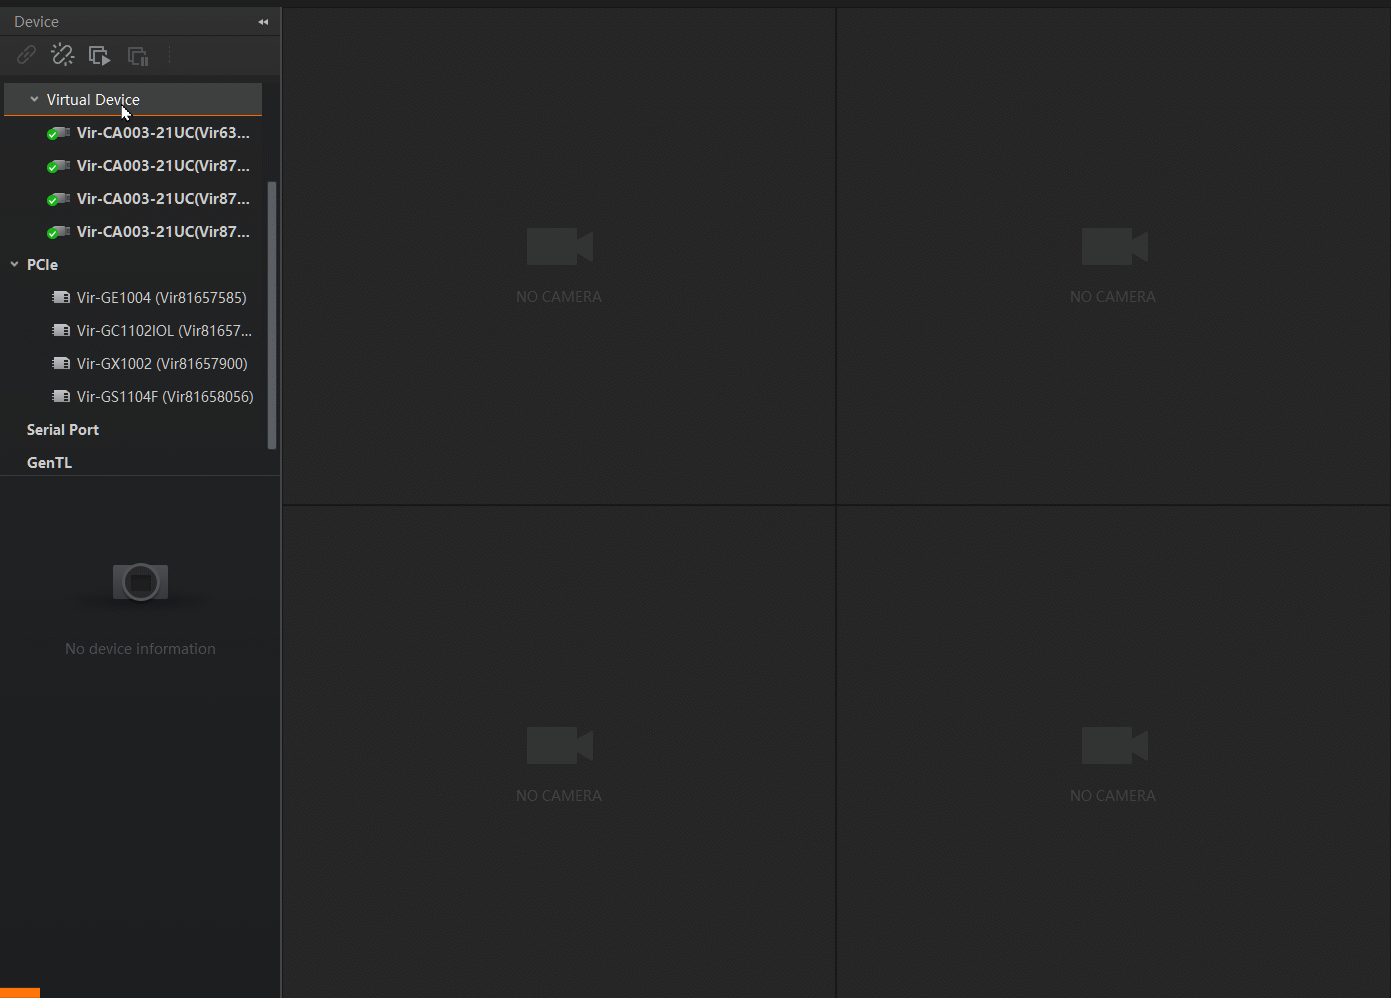 Device
Virtual Device
Vir-CA003-21UC(Vir63...
Vir-CA003-21UC(Vir87...
Vir-CA003-21UC(Vir87...
Vir-CA003-21UC(Vir87...
PCIe
Vir-GE1004 (Vir81657585)
Vir-GC1102IOL (Vir81657...
Vir-GX1002 (Vir81657900)
Vir-GS1104F (Vir81658056)
Serial Port
GenTL
No device information
NO CAMERA
NO CAMERA
NO CAMERA
NO CAMERA